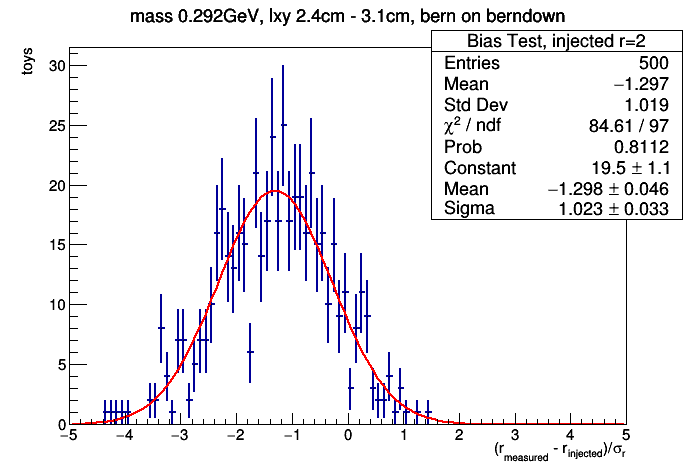 mass 0.292GeV, lxy 2.4cm - 3.1cm, bern on berndown
toys
Bias Test, injected r=2
Entries 500
Mean −1.297
Std Dev 1.019
χ² / ndf 84.61 / 97
Prob 0.8112
Constant 19.5 ± 1.1
Mean −1.298 ± 0.046
Sigma 1.023 ± 0.033
30
25
20
15
10
5
0
−5 −4 −3 −2 −1 0 1 2 3 4 5
(r_measured - r_injected)/σ_r